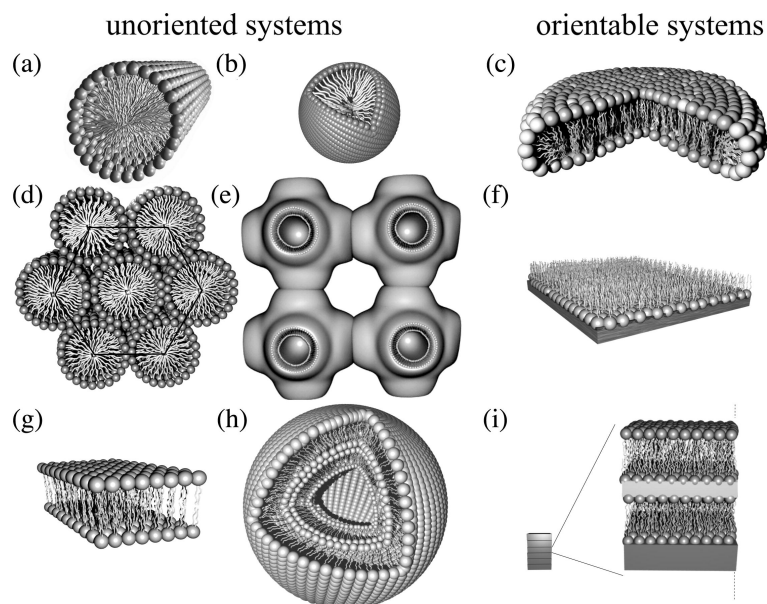 unoriented systems
orientable systems
(a)
(b)
(c)
(d)
(e)
(f)
(g)
(h)
(i)